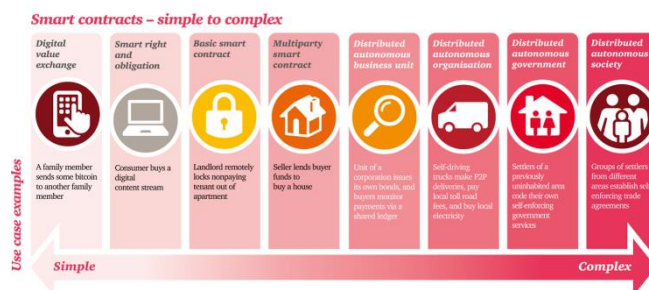 Smart contracts – simple to complex
Digital
value
exchange
Smart right
and
obligation
Basic smart
contract
Multiparty
smart
contract
Distributed
autonomous
business unit
Distributed
autonomous
organisation
Distributed
autonomous
government
Distributed
autonomous
society
Use case examples
A family member
sends some bitcoin
to another family
member
Consumer buys a
digital
content stream
Landlord remotely
locks nonpaying
tenant out of
apartment
Seller lends buyer
funds to
buy a house
Unit of a
corporation issues
its own bonds, and
buyers monitor
payments via a
shared ledger
Self-driving
trucks make P2P
deliveries, pay
local toll road
fees, and buy local
electricity
Settlers of a
previously
uninhabited area
code their own
self-enforcing
government
services
Groups of settlers
from different
areas establish self
enforcing trade
agreements
Simple
Complex